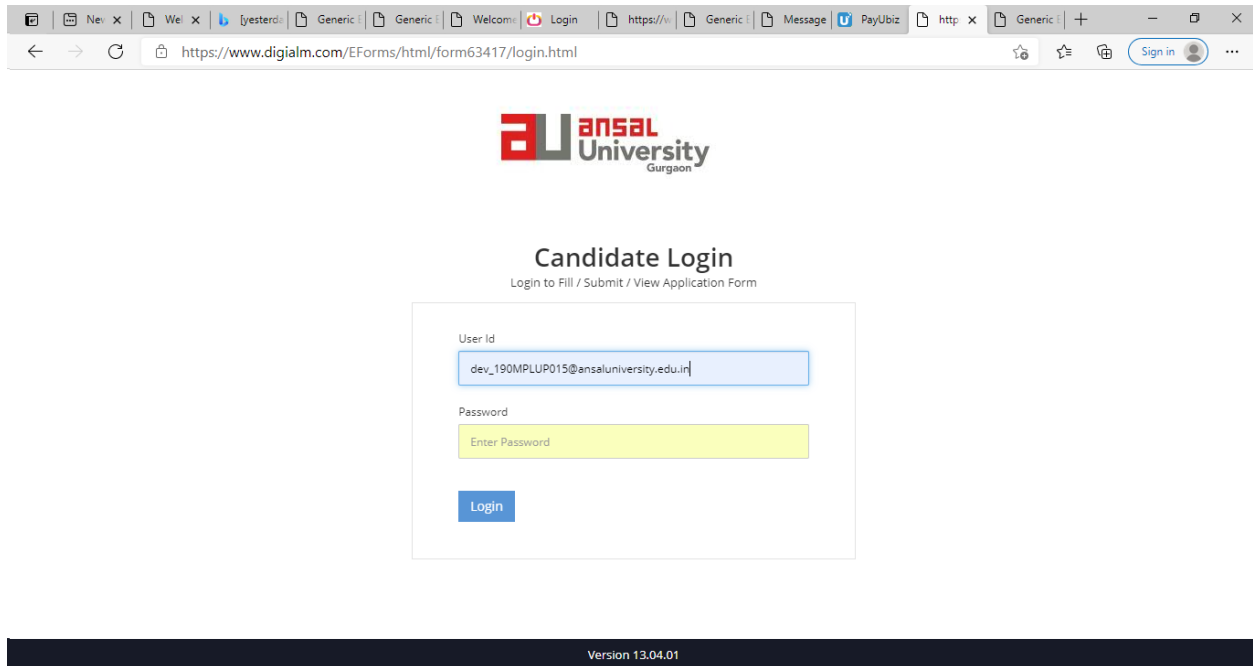 Nev
Wel
[yesterda
Generic E
Generic E
Welcome
Login
https://w
Generic E
Message
PayUbiz
http
Generic E
https://www.digialm.com/EForms/html/form63417/login.html
Sign in
au ansal
University
Gurgaon
Candidate Login
Login to Fill / Submit / View Application Form
User Id
dev_190MPLUP015@ansaluniversity.edu.in
Password
Enter Password
Login
Version 13.04.01